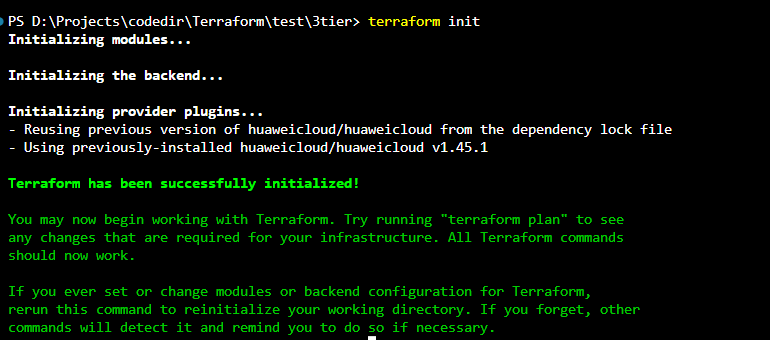 PS D:\Projects\codedir\Terraform\test\3tier> terraform init
Initializing modules...
Initializing the backend...
Initializing provider plugins...
- Reusing previous version of huaweicloud/huaweicloud from the dependency lock file
- Using previously-installed huaweicloud/huaweicloud v1.45.1
Terraform has been successfully initialized!
You may now begin working with Terraform. Try running "terraform plan" to see
any changes that are required for your infrastructure. All Terraform commands
should now work.
If you ever set or change modules or backend configuration for Terraform,
rerun this command to reinitialize your working directory. If you forget, other
commands will detect it and remind you to do so if necessary.